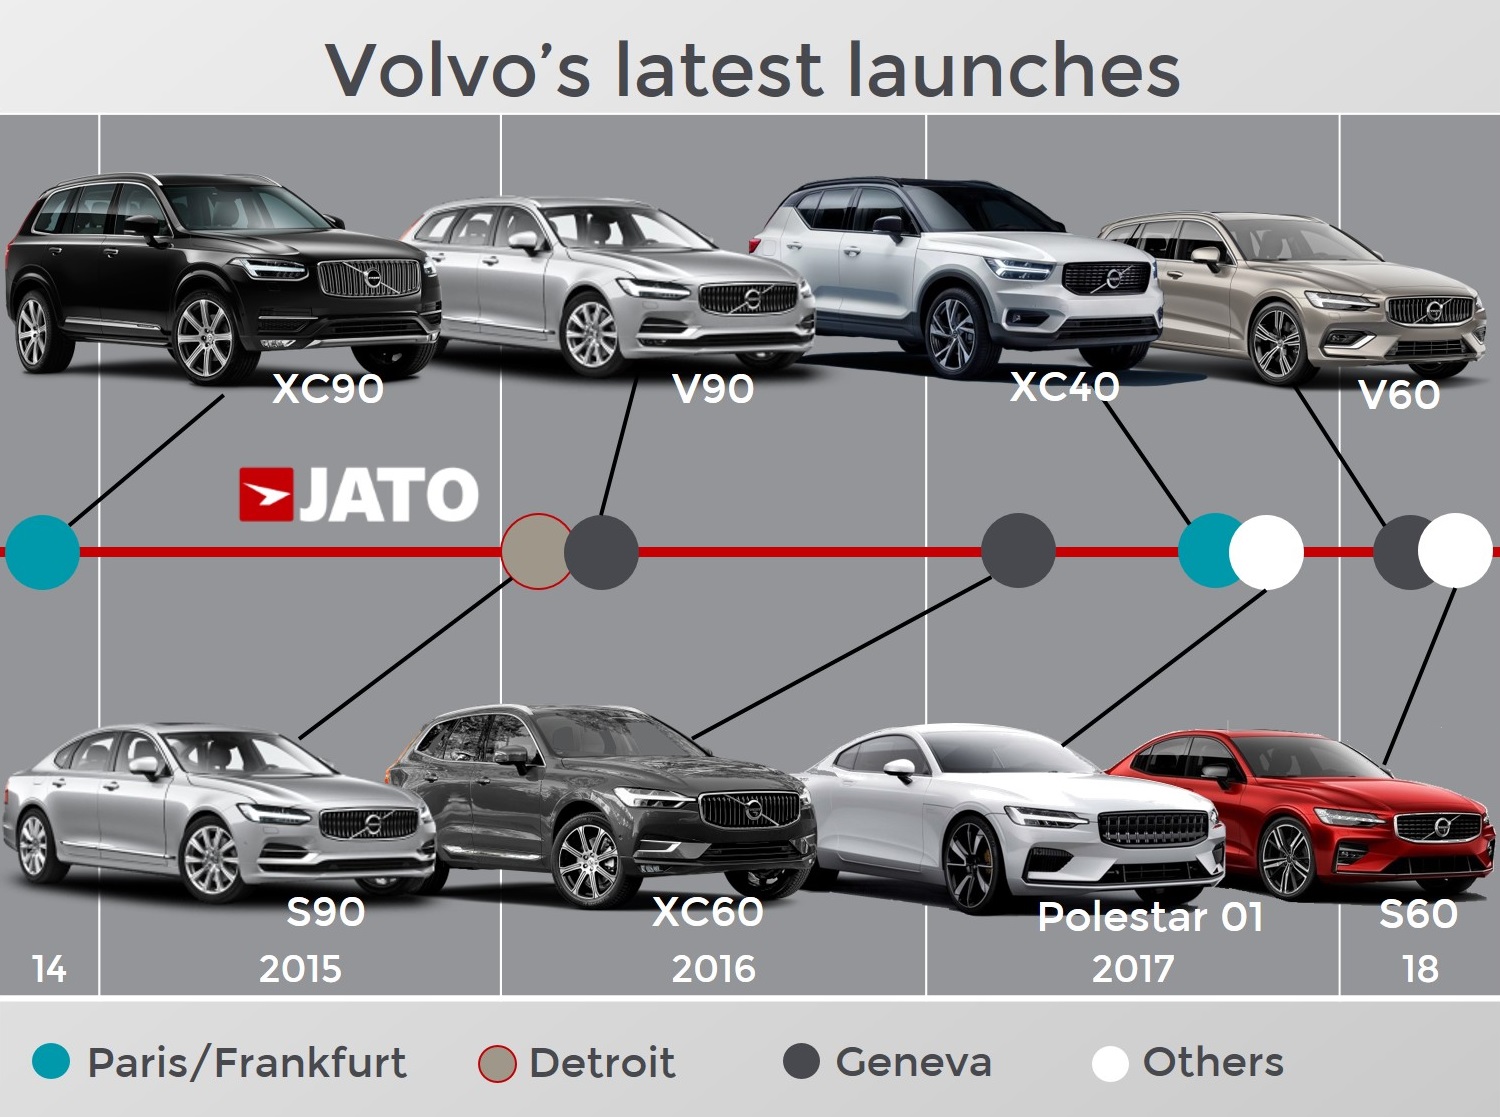 Volvo's latest launches
XC90
V90
XC40
V60
JATO
S90
XC60
Polestar 01
S60
14
2015
2016
2017
18
Paris/Frankfurt
Detroit
Geneva
Others